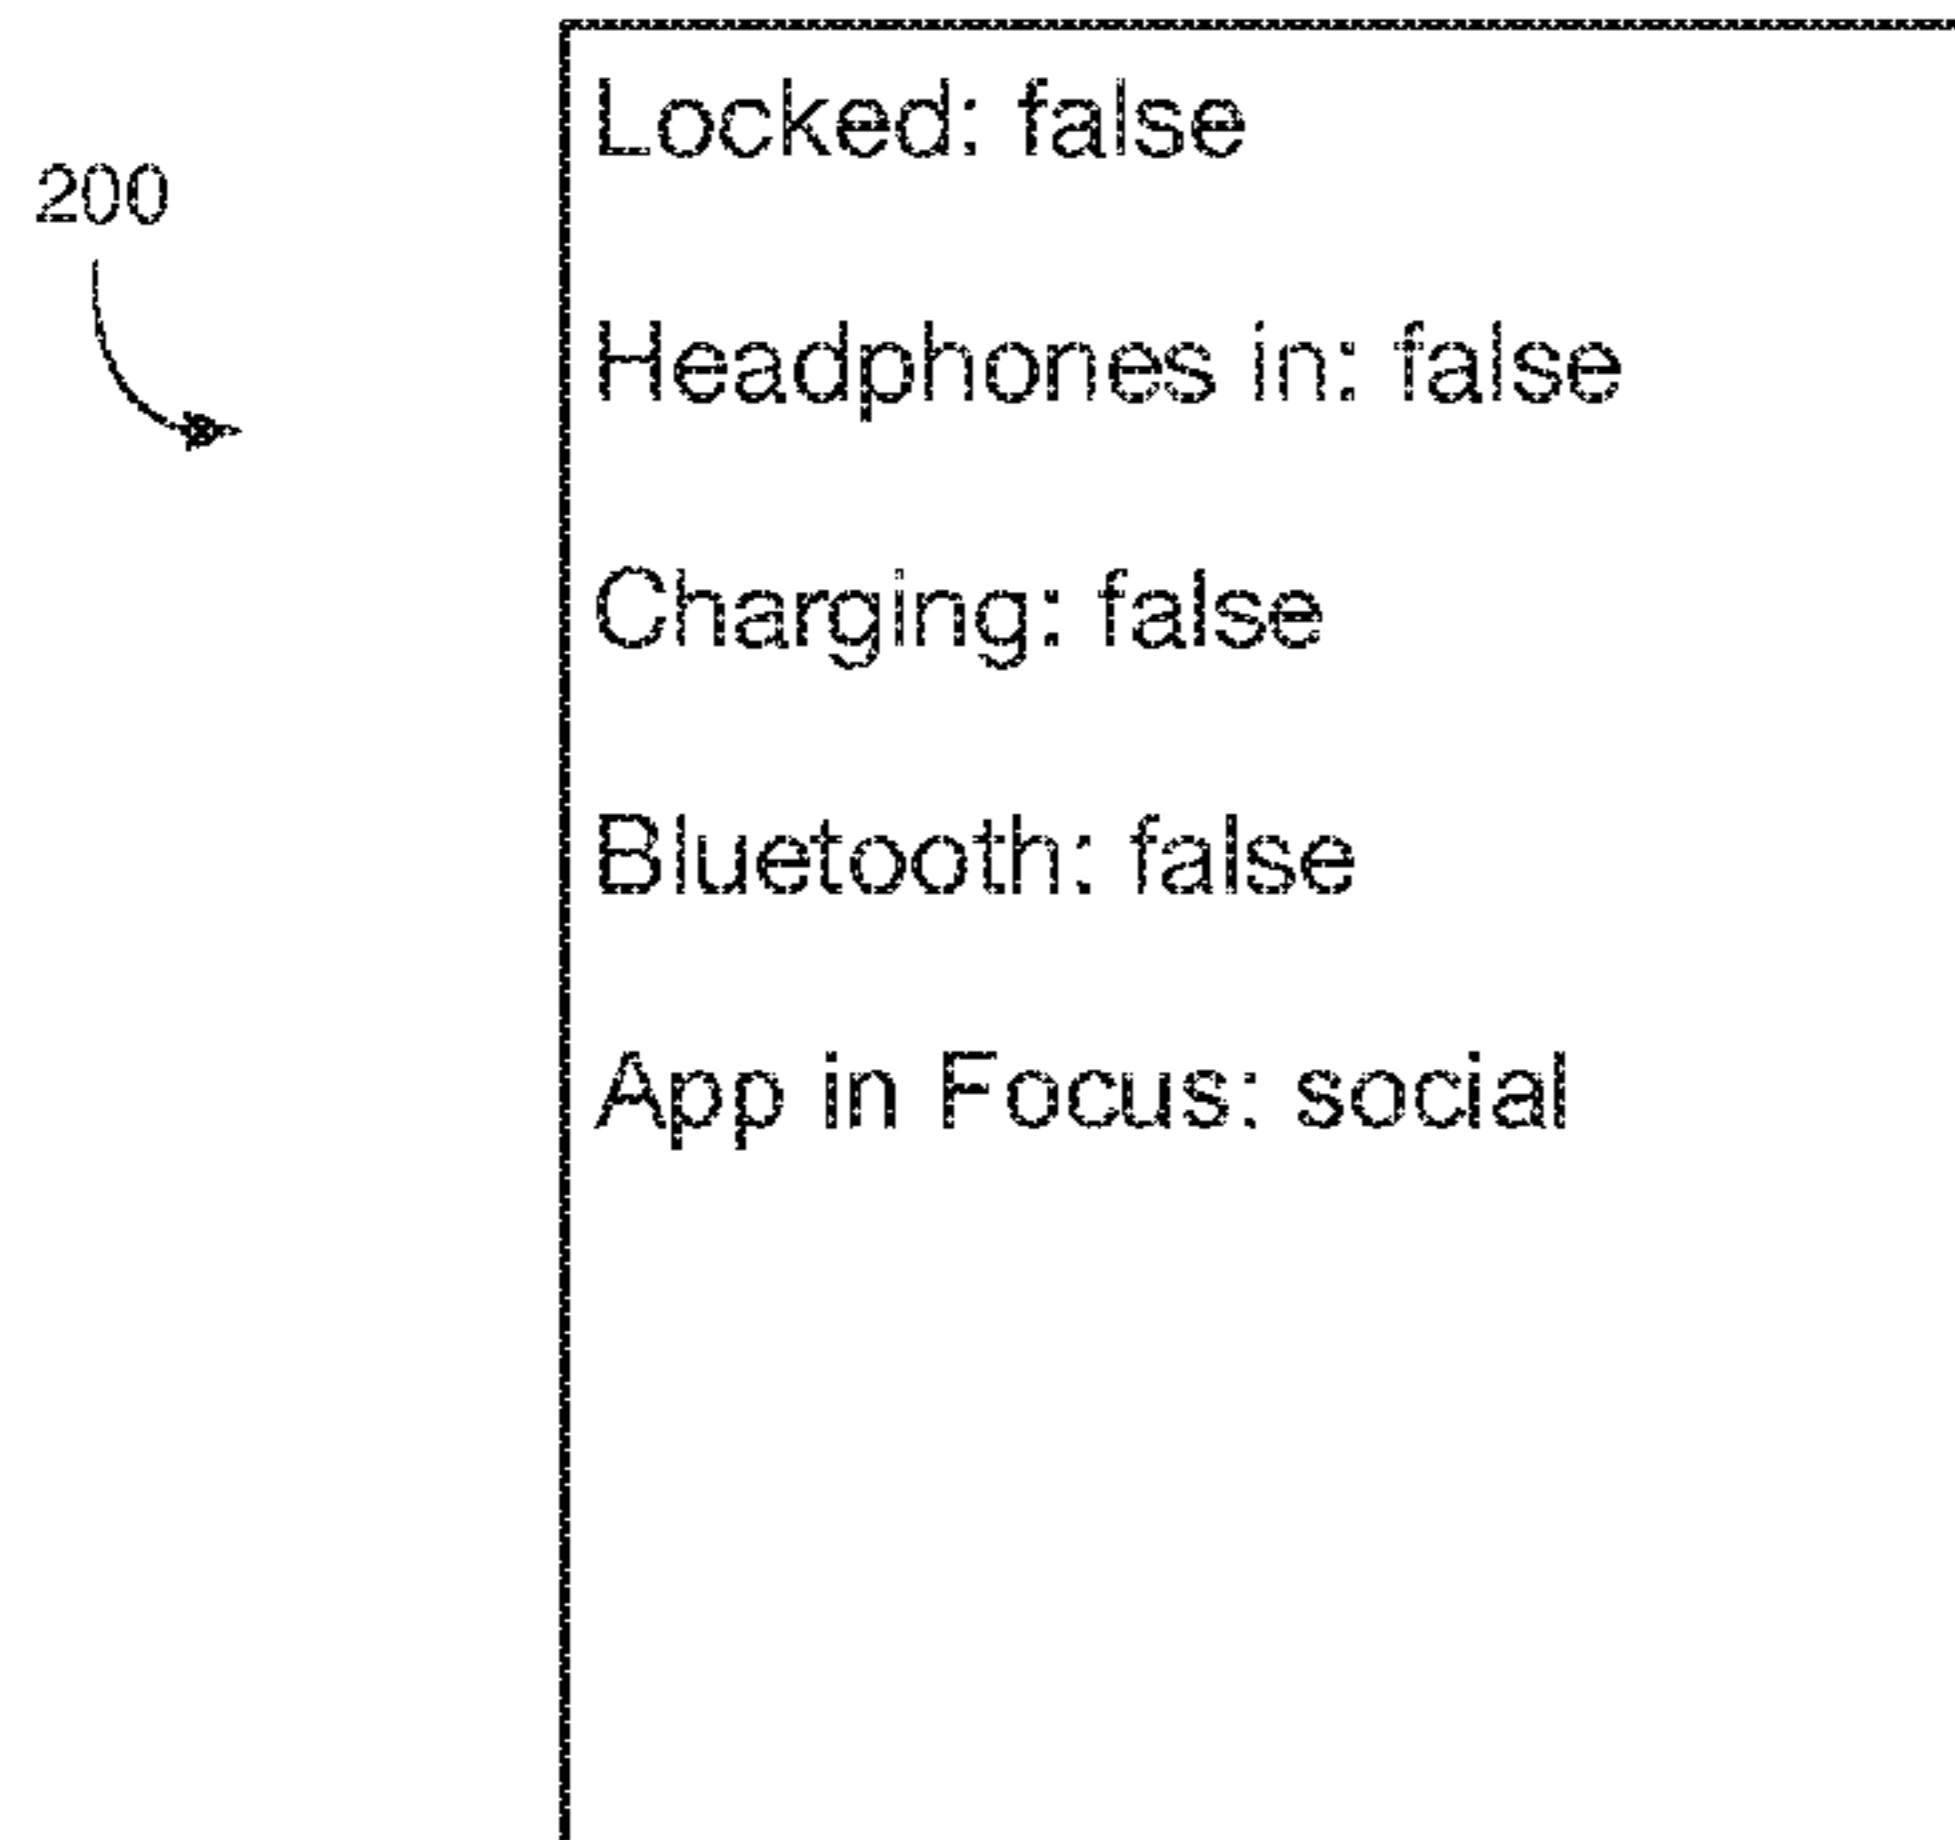 200
Locked: false
Headphones in: false
Charging: false
Bluetooth: false
App in Focus: social